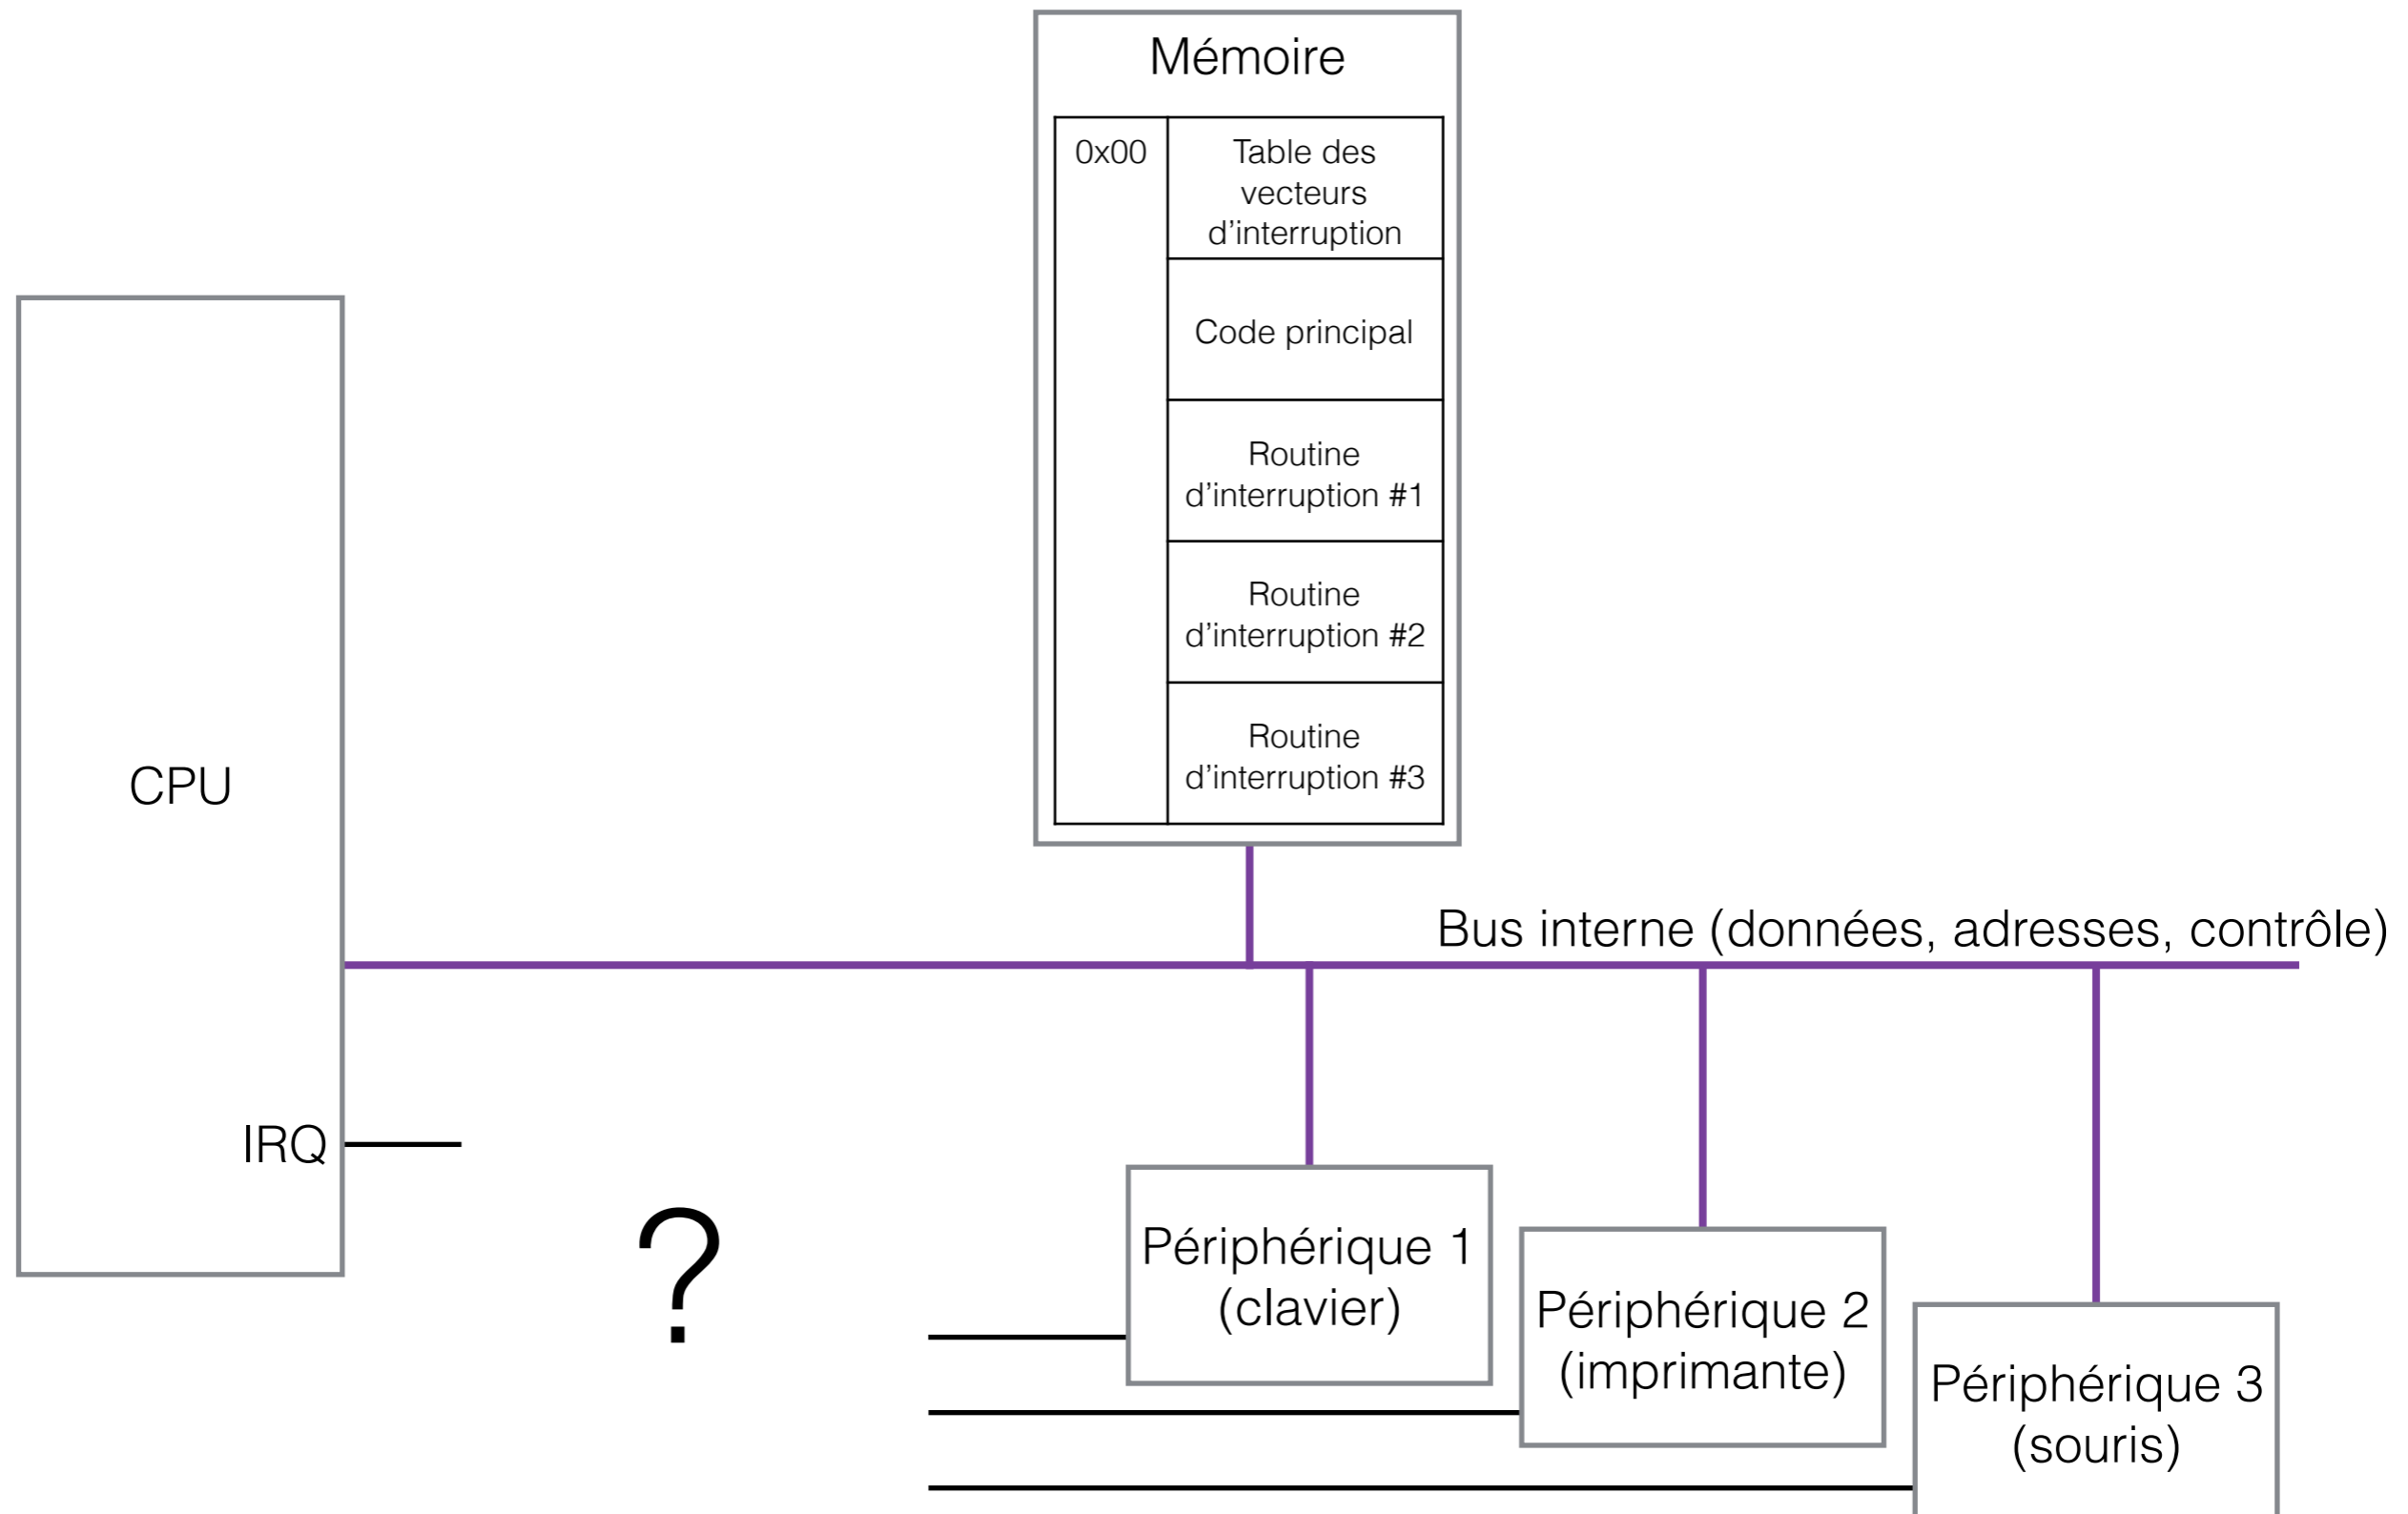 Mémoire
0x00
Table des
vecteurs
d'interruption
Code principal
Routine
d'interruption #1
Routine
d'interruption #2
Routine
d'interruption #3
CPU
Bus interne (données, adresses, contrôle)
IRQ
?
Périphérique 1
(clavier)
Périphérique 2
(imprimante)
Périphérique 3
(souris)